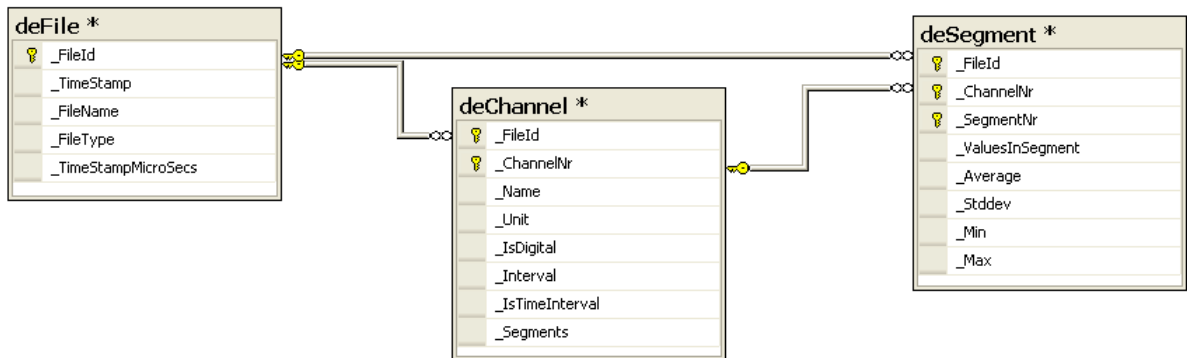 deFile *
_FileId
_TimeStamp
_FileName
_FileType
_TimeStampMicroSecs
deChannel *
_FileId
_ChannelNr
_Name
_Unit
_IsDigital
_Interval
_IsTimeInterval
_Segments
deSegment *
_FileId
_ChannelNr
_SegmentNr
_ValuesInSegment
_Average
_Stddev
_Min
_Max